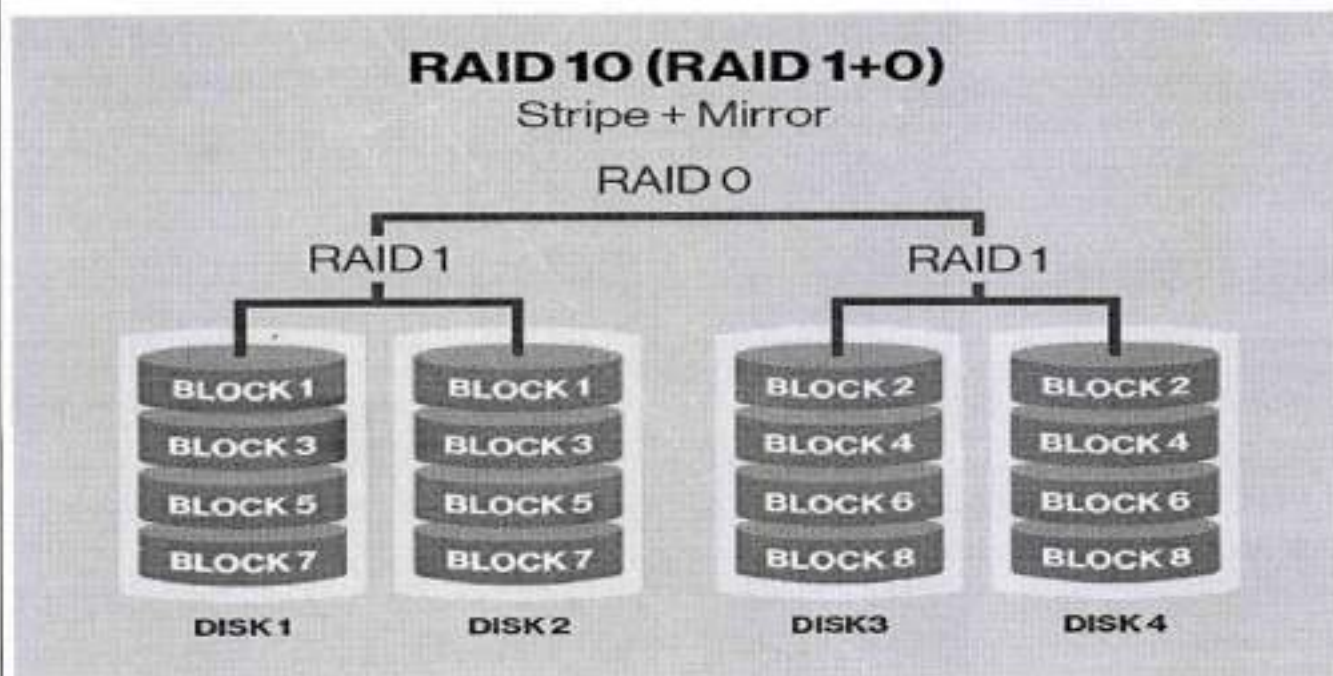 RAID 10 (RAID 1+0)
Stripe + Mirror
RAID 0
RAID 1 RAID 1
BLOCK 1 BLOCK 1 BLOCK 2 BLOCK 2
BLOCK 3 BLOCK 3 BLOCK 4 BLOCK 4
BLOCK 5 BLOCK 5 BLOCK 6 BLOCK 6
BLOCK 7 BLOCK 7 BLOCK 8 BLOCK 8
DISK 1 DISK 2 DISK3 DISK 4